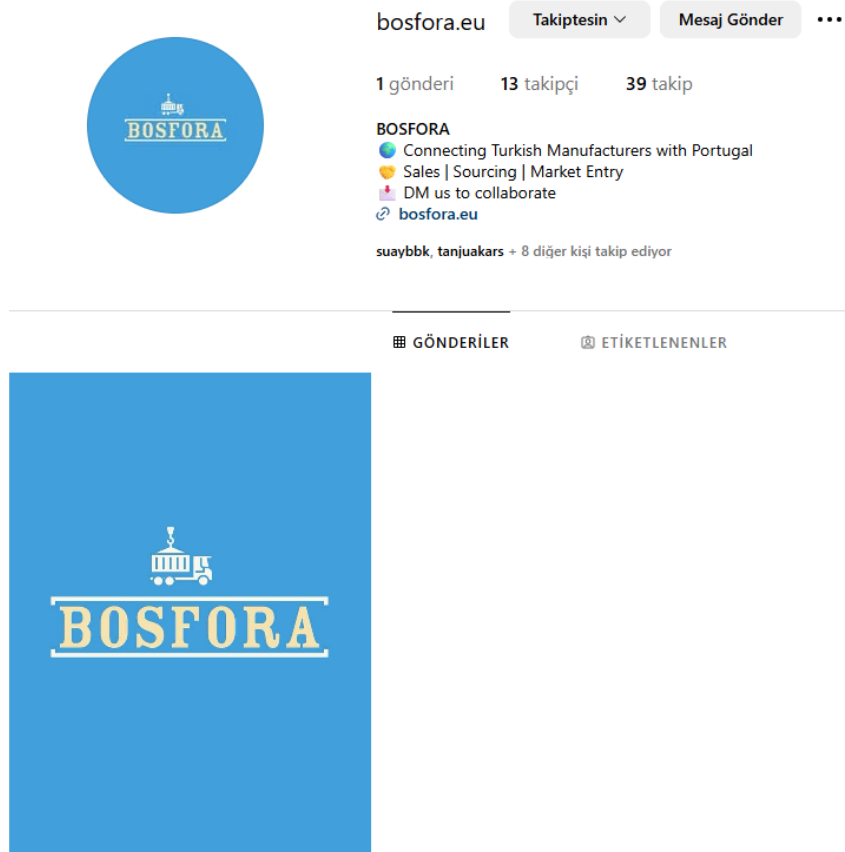 bosfora.eu Takiptesin Mesaj Gönder
1 gönderi 13 takipçi 39 takip
BOSFORA
BOSFORA
Connecting Turkish Manufacturers with Portugal
Sales | Sourcing | Market Entry
DM us to collaborate
bosfora.eu
suaybbk, tanjuakars + 8 diğer kişi takip ediyor
GÖNDERİLER ETİKETLENENLER
BOSFORA